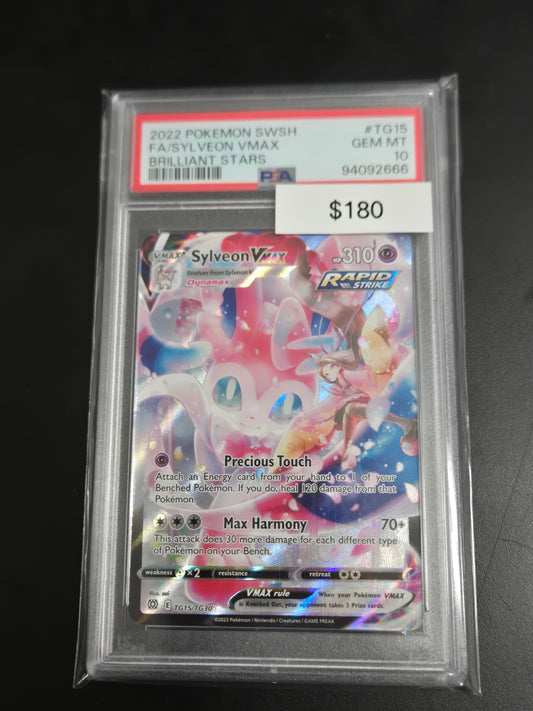 2022 POKEMON SWSH #TG15
FA/SYLVEON VMAX GEM MT
BRILLIANT STARS 10
94092666
PSA
$180
VMAX Sylveon VMAX HP 310
Evolves from Sylveon V
Dynamax
RAPID STRIKE
Precious Touch
Attach an Energy card from your hand to 1 of your
Benched Pokémon. If you do, heal 120 damage from that
Pokémon.
Max Harmony 70+
This attack does 30 more damage for each different type
of Pokémon on your Bench.
weakness ×2 resistance retreat
Illus.
VMAX rule When your Pokémon VMAX
is Knocked Out, your opponent takes 3 Prize cards.
E TG15/TG30
©2022 Pokémon / Nintendo / Creatures / GAME FREAK